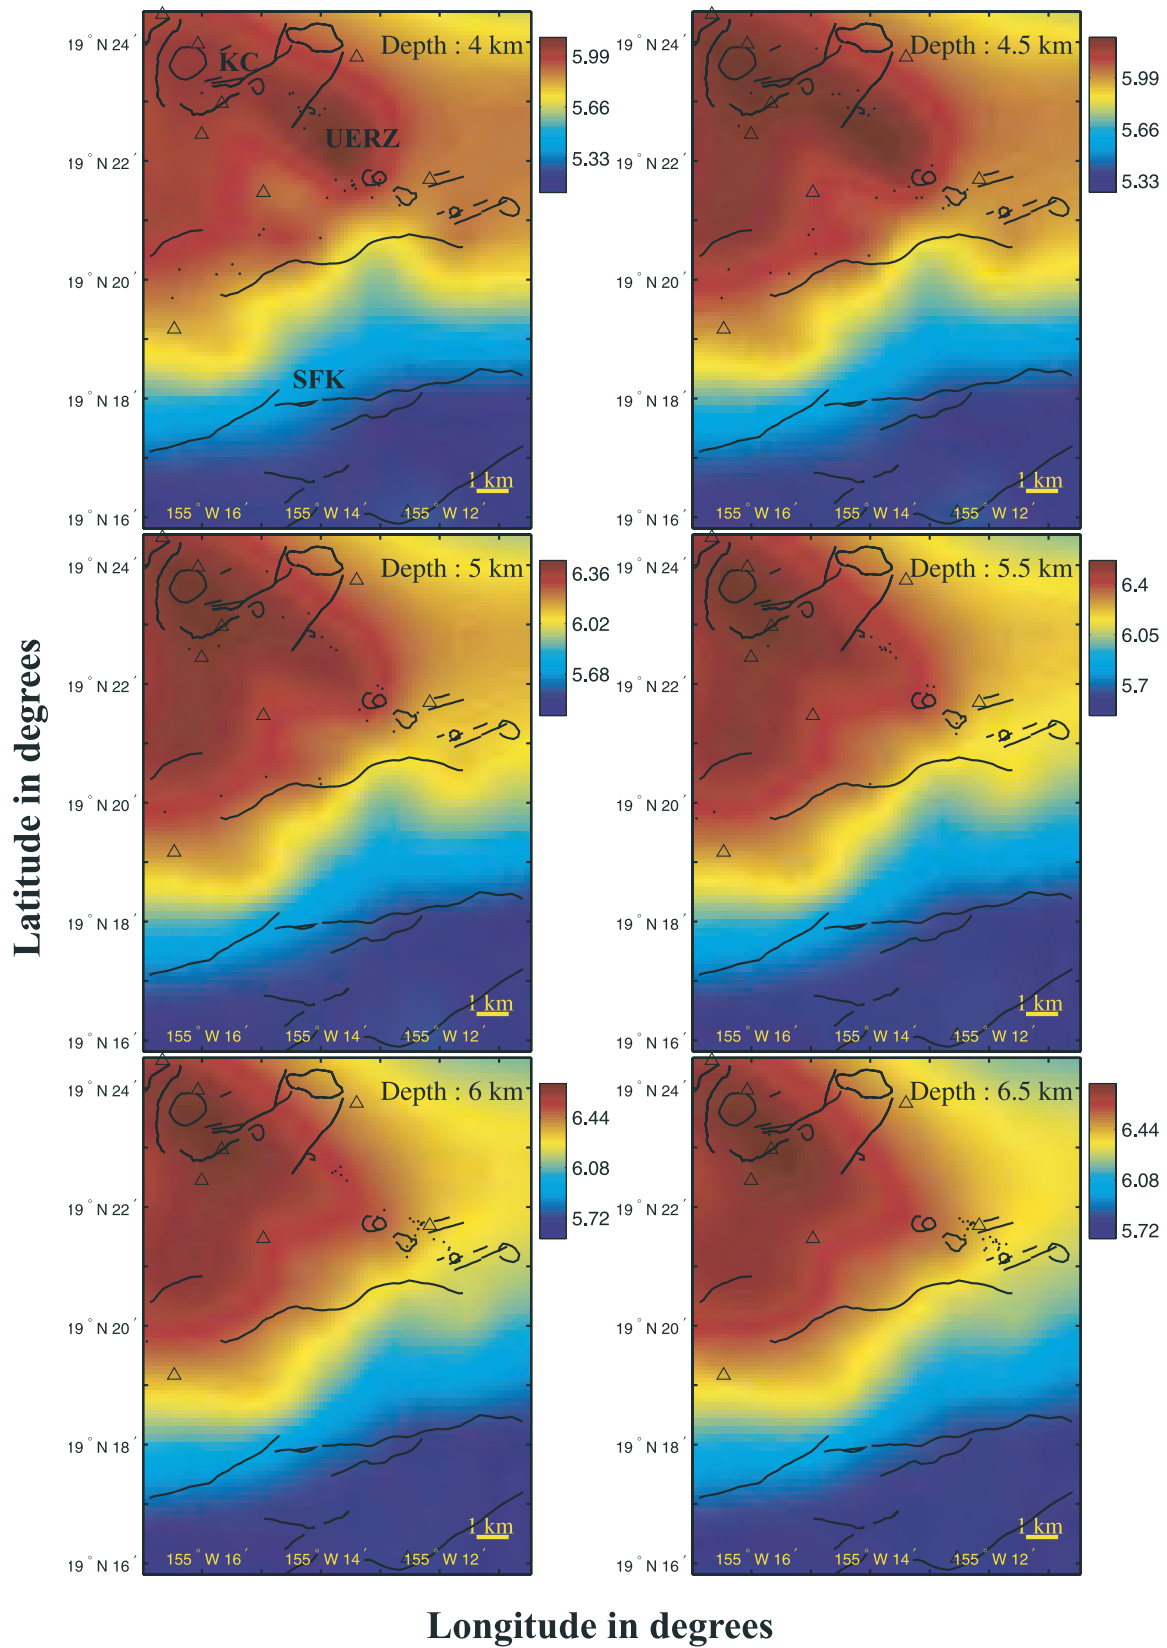 Depth : 4 km
KC
UERZ
SFK
1 km
19° N 24′
19° N 22′
19° N 20′
19° N 18′
19° N 16′
155° W 16′
155° W 14′
155° W 12′
5.99
5.66
5.33
Depth : 4.5 km
1 km
19° N 24′
19° N 22′
19° N 20′
19° N 18′
19° N 16′
155° W 16′
155° W 14′
155° W 12′
5.99
5.66
5.33
Depth : 5 km
1 km
19° N 24′
19° N 22′
19° N 20′
19° N 18′
19° N 16′
155° W 16′
155° W 14′
155° W 12′
6.36
6.02
5.68
Depth : 5.5 km
1 km
19° N 24′
19° N 22′
19° N 20′
19° N 18′
19° N 16′
155° W 16′
155° W 14′
155° W 12′
6.4
6.05
5.7
Depth : 6 km
1 km
19° N 24′
19° N 22′
19° N 20′
19° N 18′
19° N 16′
155° W 16′
155° W 14′
155° W 12′
6.44
6.08
5.72
Depth : 6.5 km
1 km
19° N 24′
19° N 22′
19° N 20′
19° N 18′
19° N 16′
155° W 16′
155° W 14′
155° W 12′
6.44
6.08
5.72
Latitude in degrees
Longitude in degrees